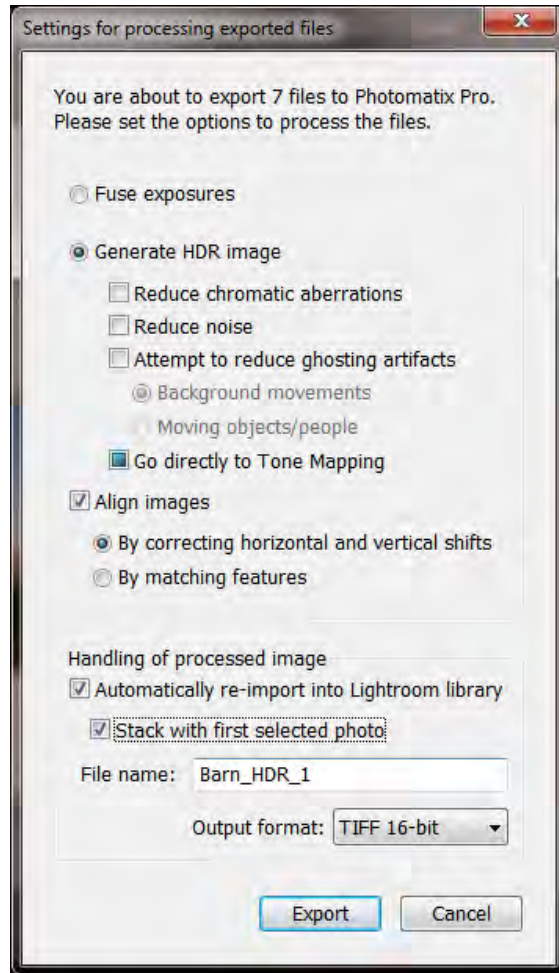 Settings for processing exported files
You are about to export 7 files to Photomatix Pro.
Please set the options to process the files.
Fuse exposures
Generate HDR image
Reduce chromatic aberrations
Reduce noise
Attempt to reduce ghosting artifacts
Background movements
Moving objects/people
Go directly to Tone Mapping
Align images
By correcting horizontal and vertical shifts
By matching features
Handling of processed image
Automatically re-import into Lightroom library
Stack with first selected photo
File name: Barn_HDR_1
Output format: TIFF 16-bit
Export Cancel